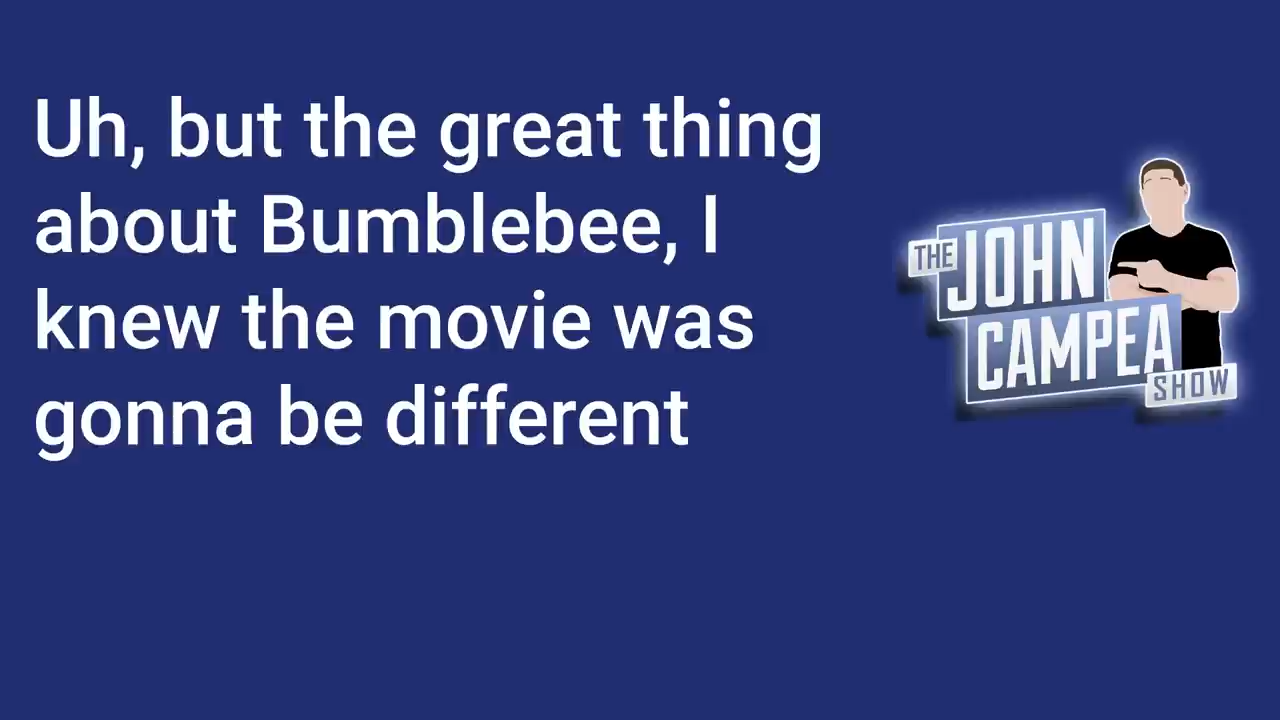 Uh, but the great thing
about Bumblebee, I
knew the movie was
gonna be different
THE JOHN
CAMPEA
SHOW